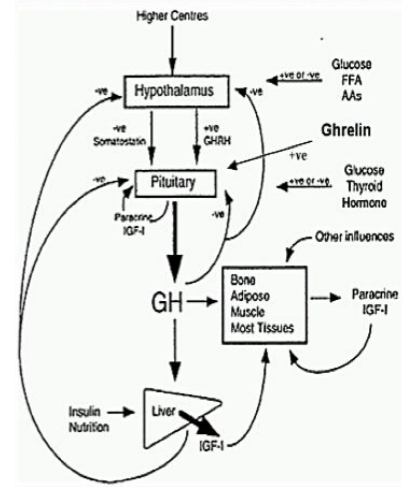 Higher Centres
-ve
Hypothalamus
-ve
+ve or -ve
Glucose
FFA
AAs
-ve
Somatostatin
+ve
GHRH
Ghrelin
+ve
-ve
Pituitary
Glucose
Thyroid
Hormone
+ve or -ve
Paracrine
IGF-I
-ve
Other influences
GH
Bone
Adipose
Muscle
Most Tissues
Paracrine
IGF-I
Insulin
Nutrition
Liver
IGF-I